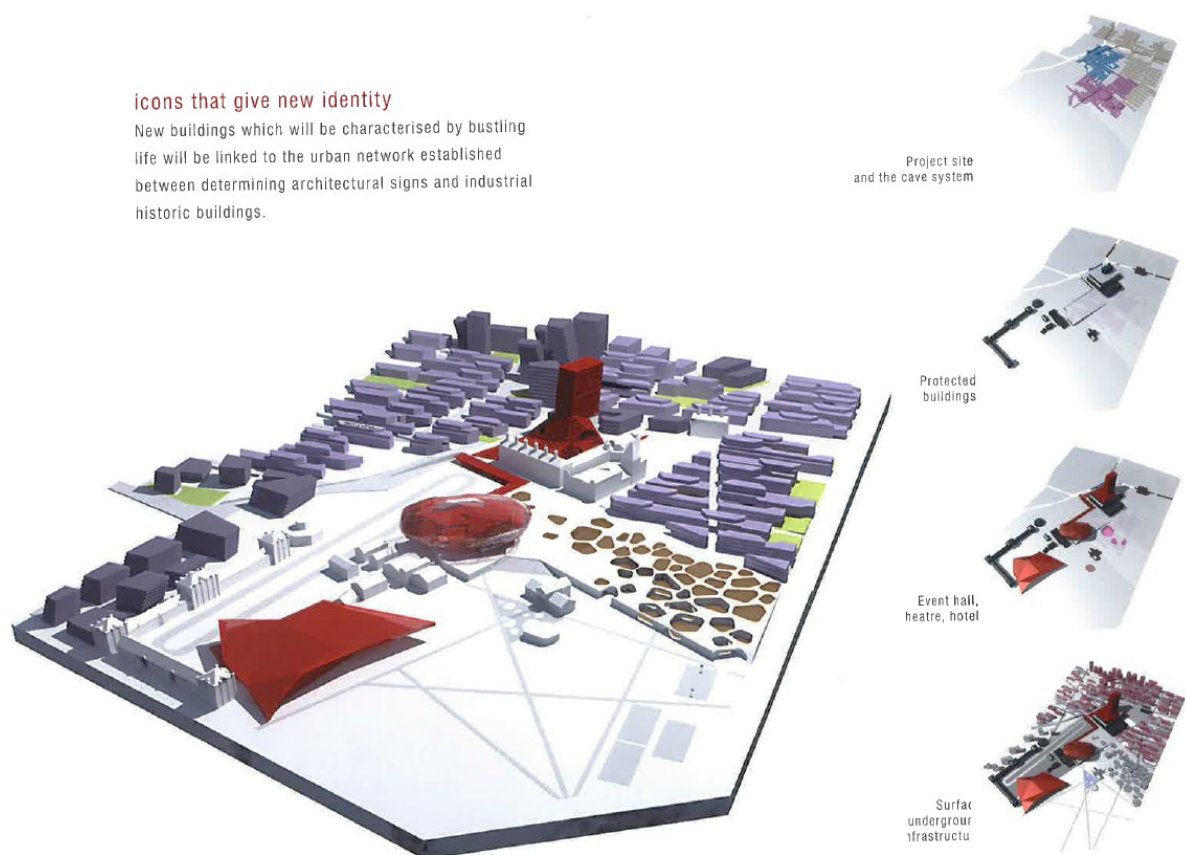 icons that give new identity
New buildings which will be characterised by bustling
life will be linked to the urban network established
between determining architectural signs and industrial
historic buildings.
Project site
and the cave system
Protected
buildings
Event hall,
heatre, hotel
Surfac
undergrour
nfrastructu